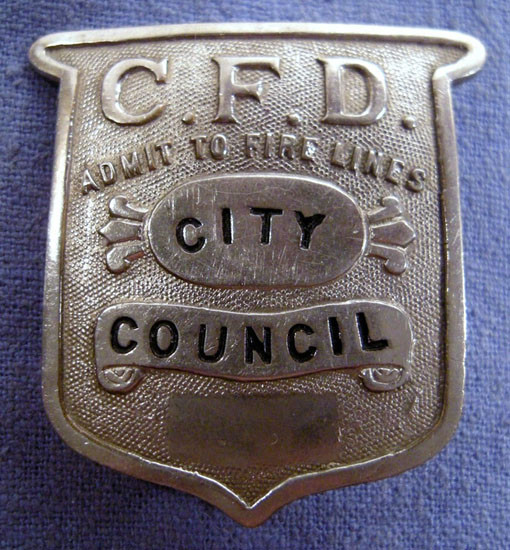 C.F.D.
ADMIT TO FIRE LINES
CITY
COUNCIL